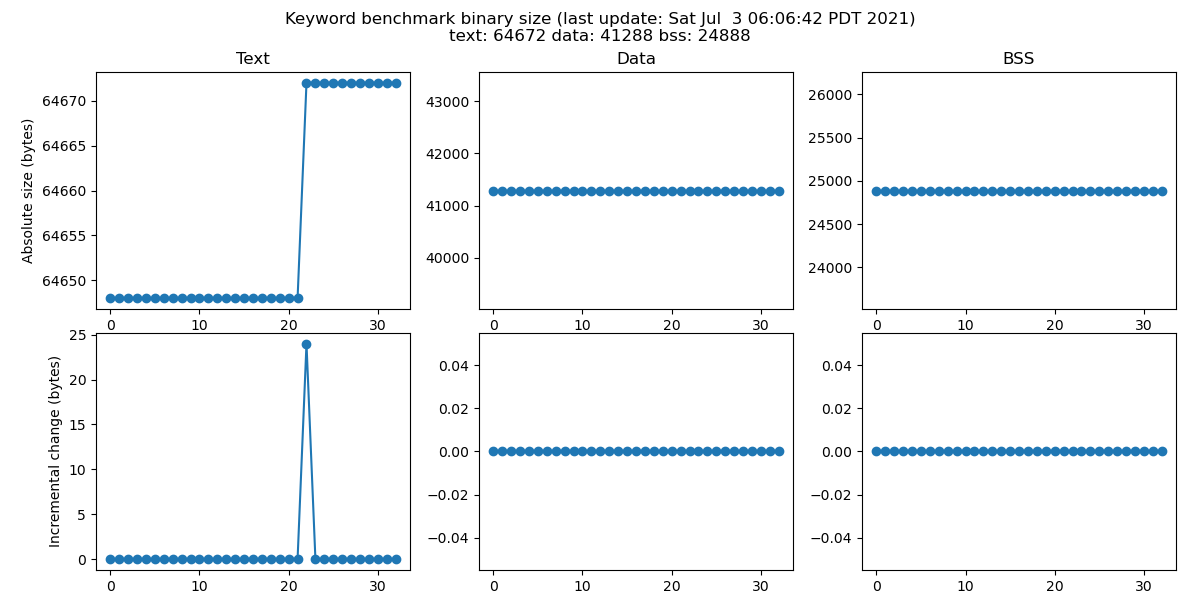 Keyword benchmark binary size (last update: Sat Jul  3 06:06:42 PDT 2021)
text: 64672 data: 41288 bss: 24888
Text
Data
BSS
Absolute size (bytes)
64670
64665
64660
64655
64650
0 10 20 30
43000
42000
41000
40000
0 10 20 30
26000
25500
25000
24500
24000
0 10 20 30
Incremental change (bytes)
25
20
15
10
5
0
0 10 20 30
0.04
0.02
0.00
−0.02
−0.04
0 10 20 30
0.04
0.02
0.00
−0.02
−0.04
0 10 20 30